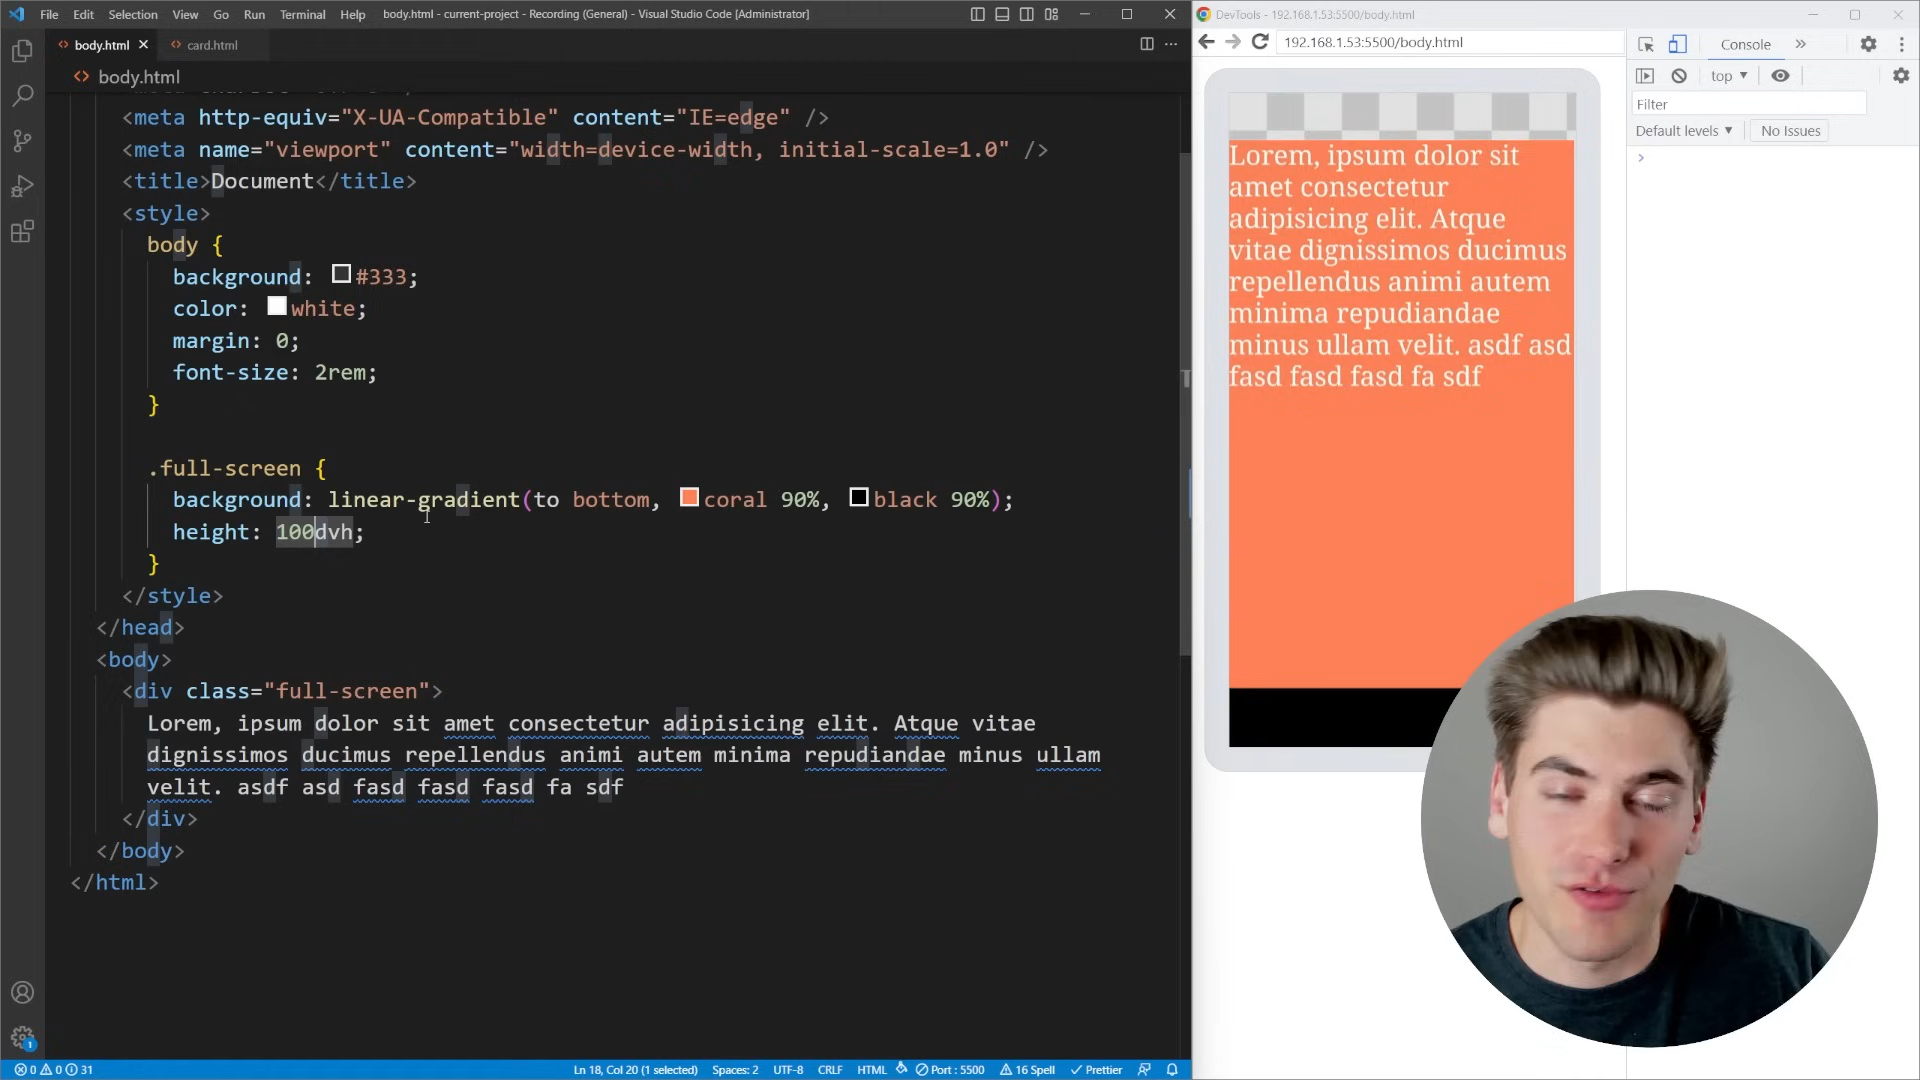 File Edit Selection View Go Run Terminal Help body.html - current-project - Recording (General) - Visual Studio Code [Administrator]
body.html card.html
body.html
<meta http-equiv="X-UA-Compatible" content="IE=edge" />
<meta name="viewport" content="width=device-width, initial-scale=1.0" />
<title>Document</title>
<style>
body {
background: #333;
color: white;
margin: 0;
font-size: 2rem;
}
.full-screen {
background: linear-gradient(to bottom, coral 90%, black 90%);
height: 100dvh;
}
</style>
</head>
<body>
<div class="full-screen">
Lorem, ipsum dolor sit amet consectetur adipisicing elit. Atque vitae
dignissimos ducimus repellendus animi autem minima repudiandae minus ullam
velit. asdf asd fasd fasd fasd fa sdf
</div>
</body>
</html>
0 0 31 Ln 18, Col 20 (1 selected) Spaces: 2 UTF-8 CRLF HTML Port : 5500 16 Spell Prettier
1
DevTools - 192.168.1.53:5500/body.html
192.168.1.53:5500/body.html
Lorem, ipsum dolor sit
amet consectetur
adipisicing elit. Atque
vitae dignissimos ducimus
repellendus animi autem
minima repudiandae
minus ullam velit. asdf asd
fasd fasd fasd fa sdf
Console
top
Filter
Default levels No Issues